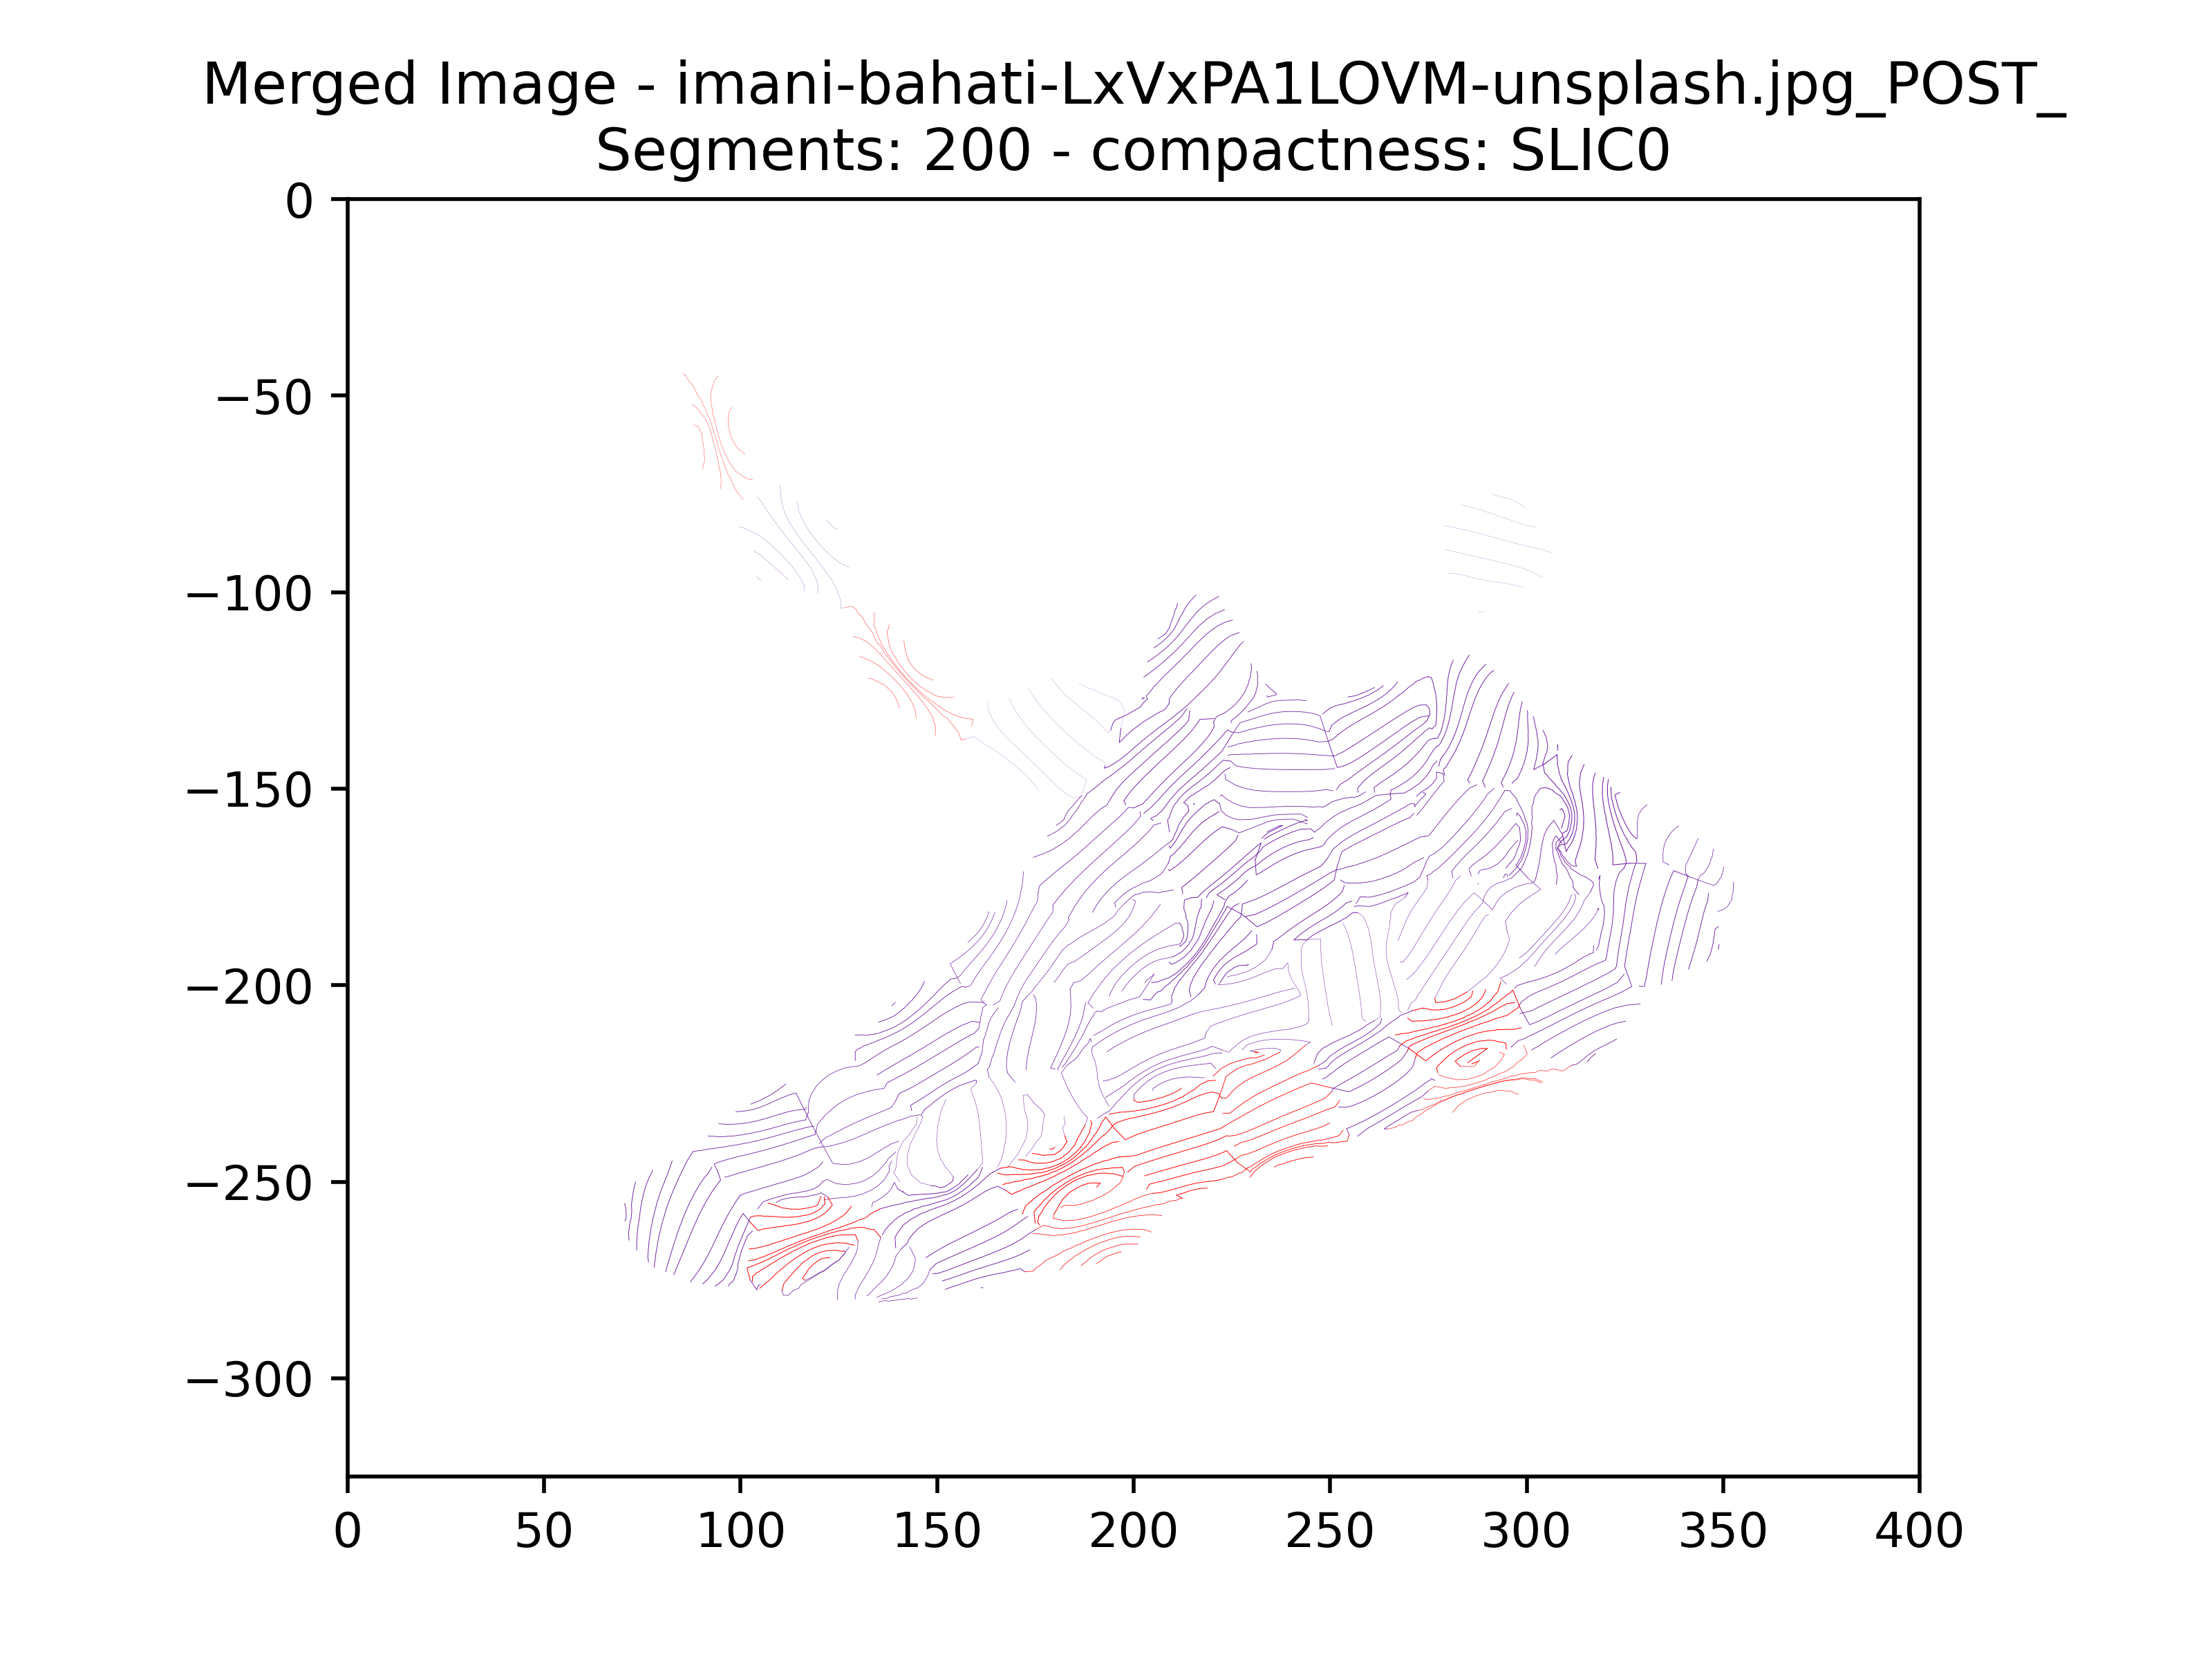 Merged Image - imani-bahati-LxVxPA1LOVM-unsplash.jpg_POST_
Segments: 200 - compactness: SLIC0
0
−50
−100
−150
−200
−250
−300
0 50 100 150 200 250 300 350 400